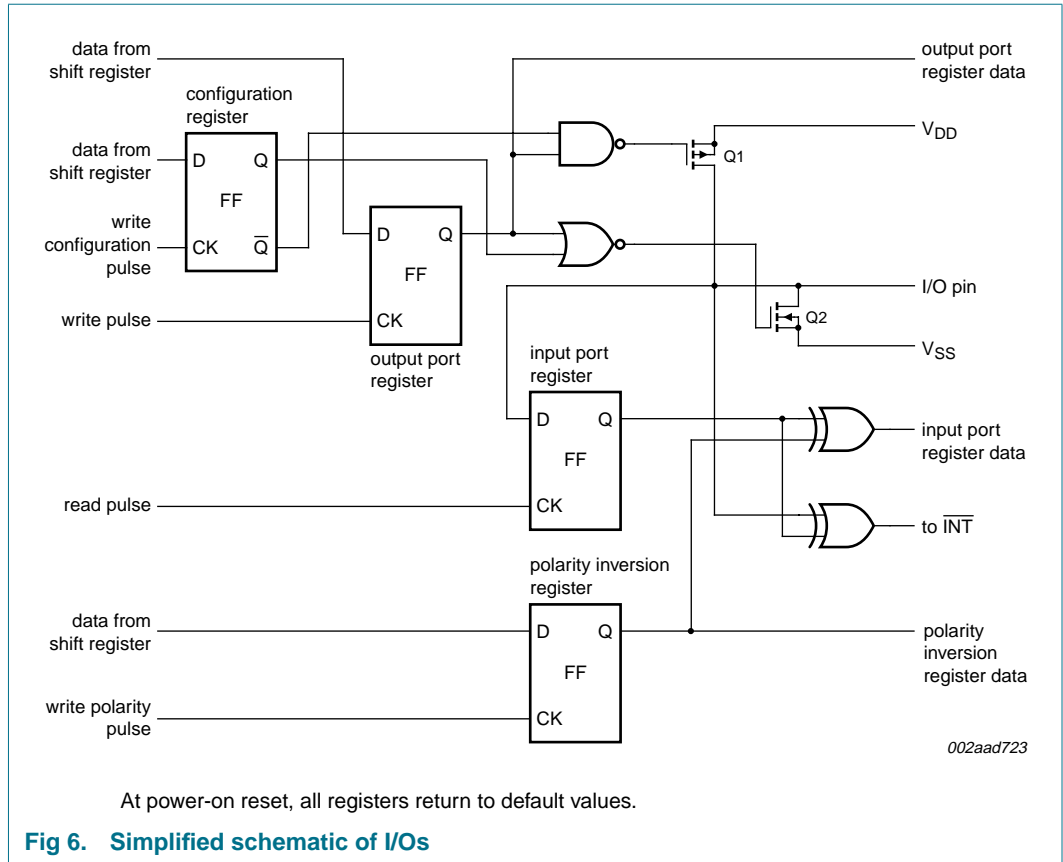 data from
shift register
output port
register data
configuration
register
V_DD
Q1
data from
shift register
D
Q
FF
write
configuration
pulse
CK
Q̅
D
Q
FF
I/O pin
Q2
write pulse
CK
V_SS
output port
register
input port
register
D
Q
input port
register data
FF
read pulse
CK
to I̅N̅T̅
polarity inversion
register
data from
shift register
D
Q
polarity
inversion
register data
FF
write polarity
pulse
CK
002aad723
At power-on reset, all registers return to default values.
Fig 6. Simplified schematic of I/Os